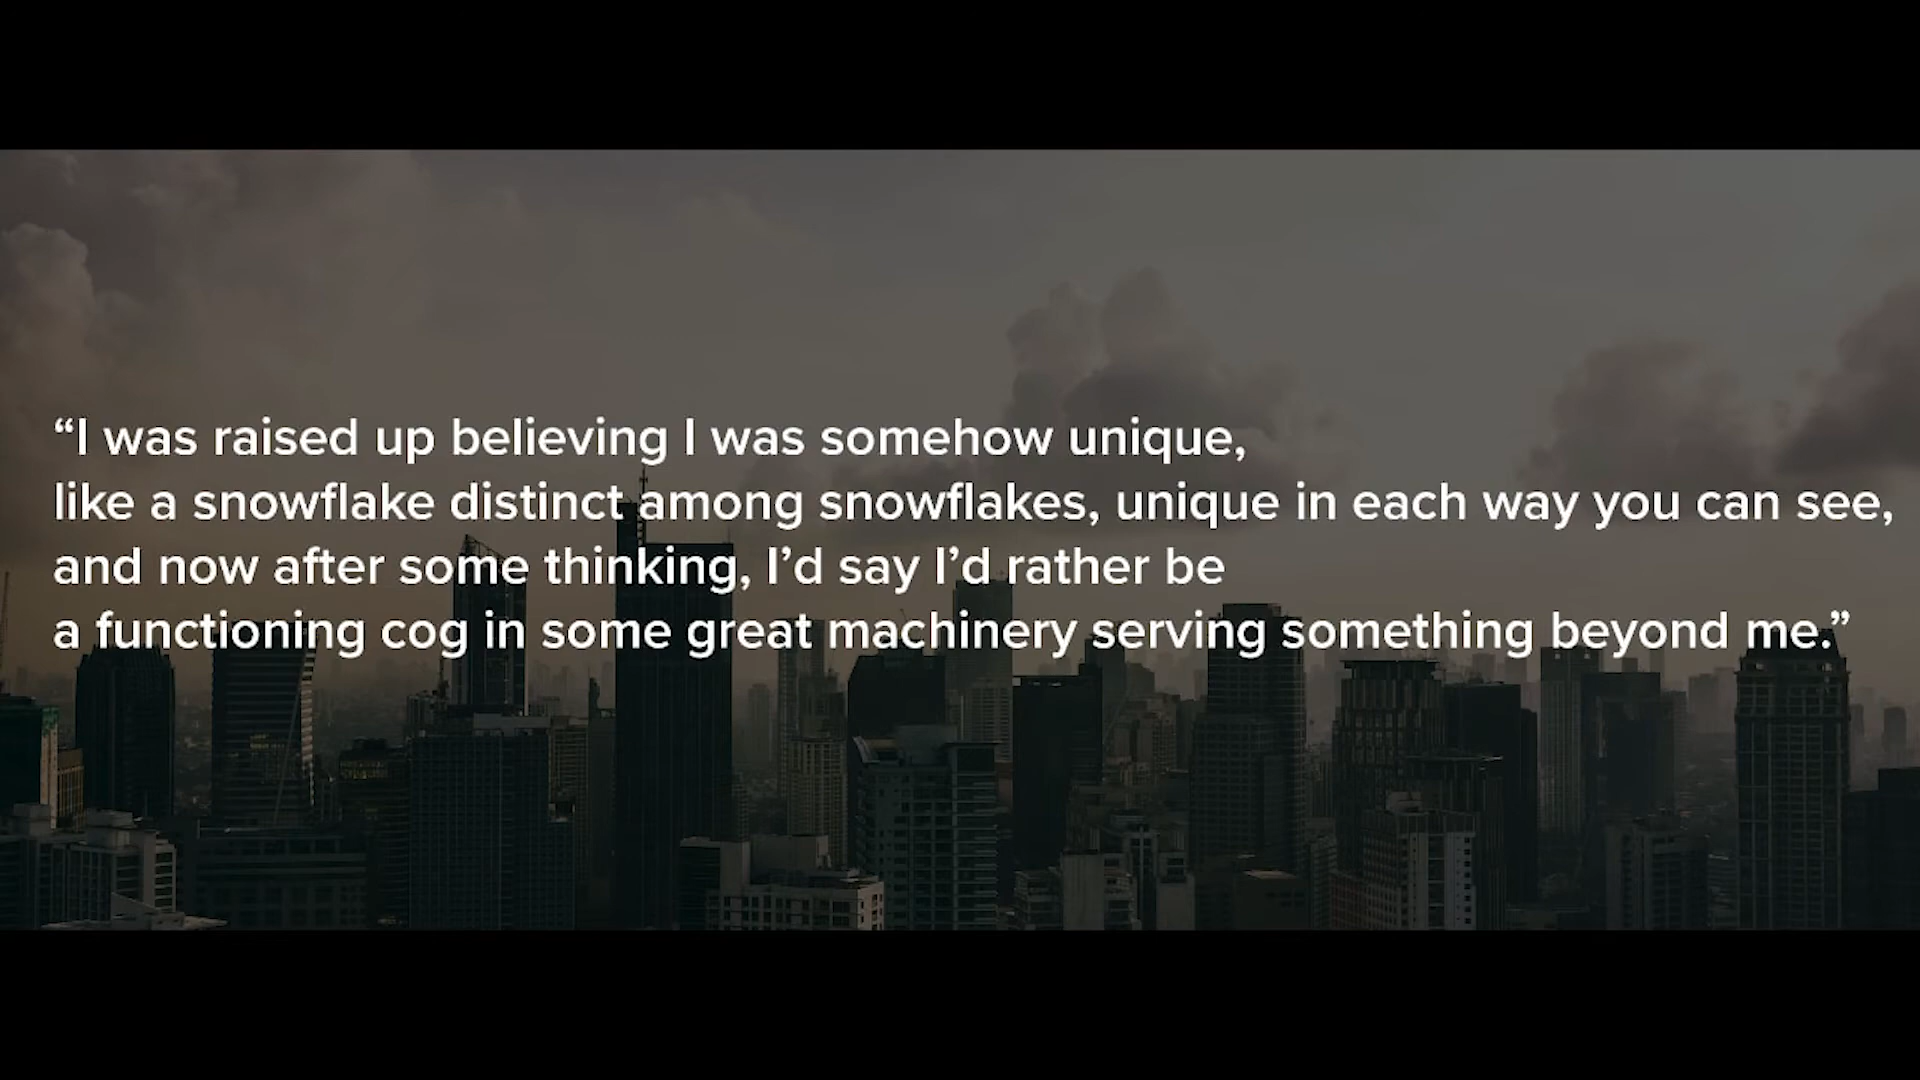 “I was raised up believing I was somehow unique,
like a snowflake distinct among snowflakes, unique in each way you can see,
and now after some thinking, I’d say I’d rather be
a functioning cog in some great machinery serving something beyond me.”